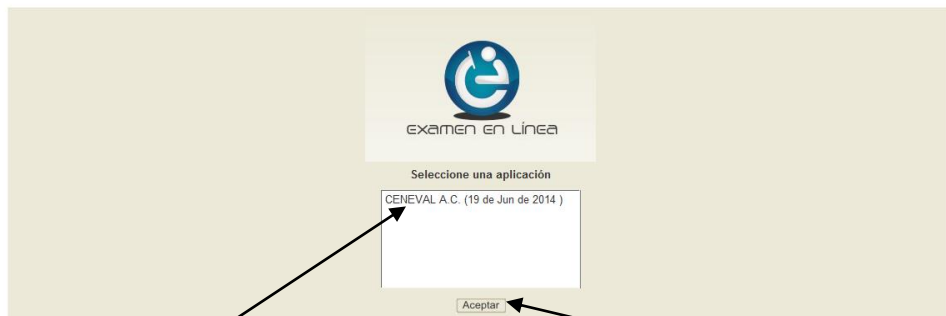 examen en Línea
Seleccione una aplicación
CENEVAL A.C. (19 de Jun de 2014 )
Aceptar